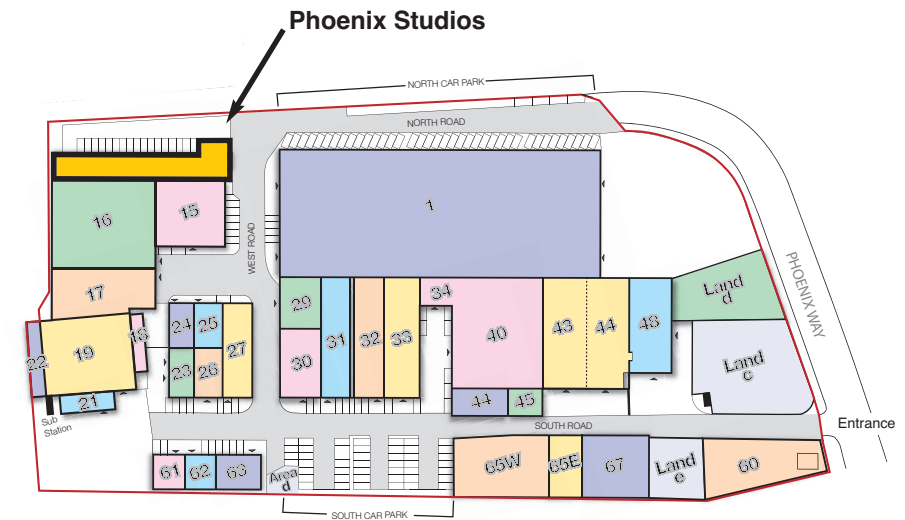 Phoenix Studios
NORTH CAR PARK
NORTH ROAD
1
15
16
WEST ROAD
PHOENIX WAY
17
29
34
Land
d
24
25
27
31
32
33
40
43
44
48
18
19
22
30
Land
c
23
26
21
44
45
Sub
Station
SOUTH ROAD
Entrance
61
62
63
Area
d
65W
65E
67
Land
e
60
SOUTH CAR PARK